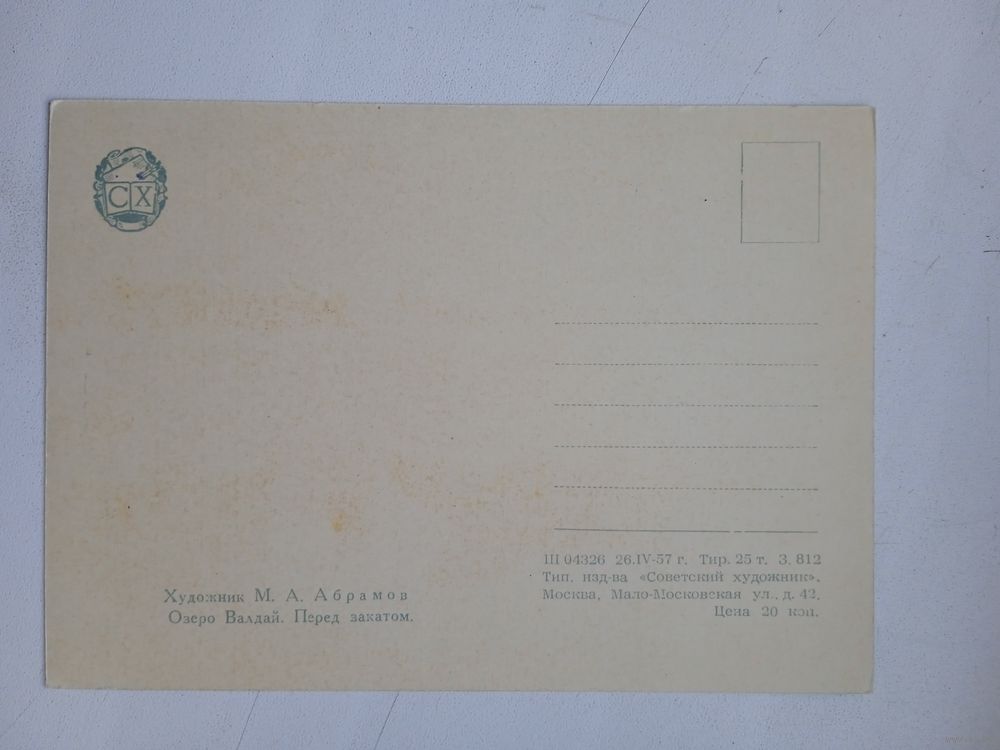 СХ
Художник М. А. Абрамов
Озеро Валдай. Перед закатом.
Ш 04326 26.IV-57 г. Тир. 25 т. З. 812
Тип. изд-ва «Советский художник».
Москва, Мало-Московская ул., д. 42.
Цена 20 коп.